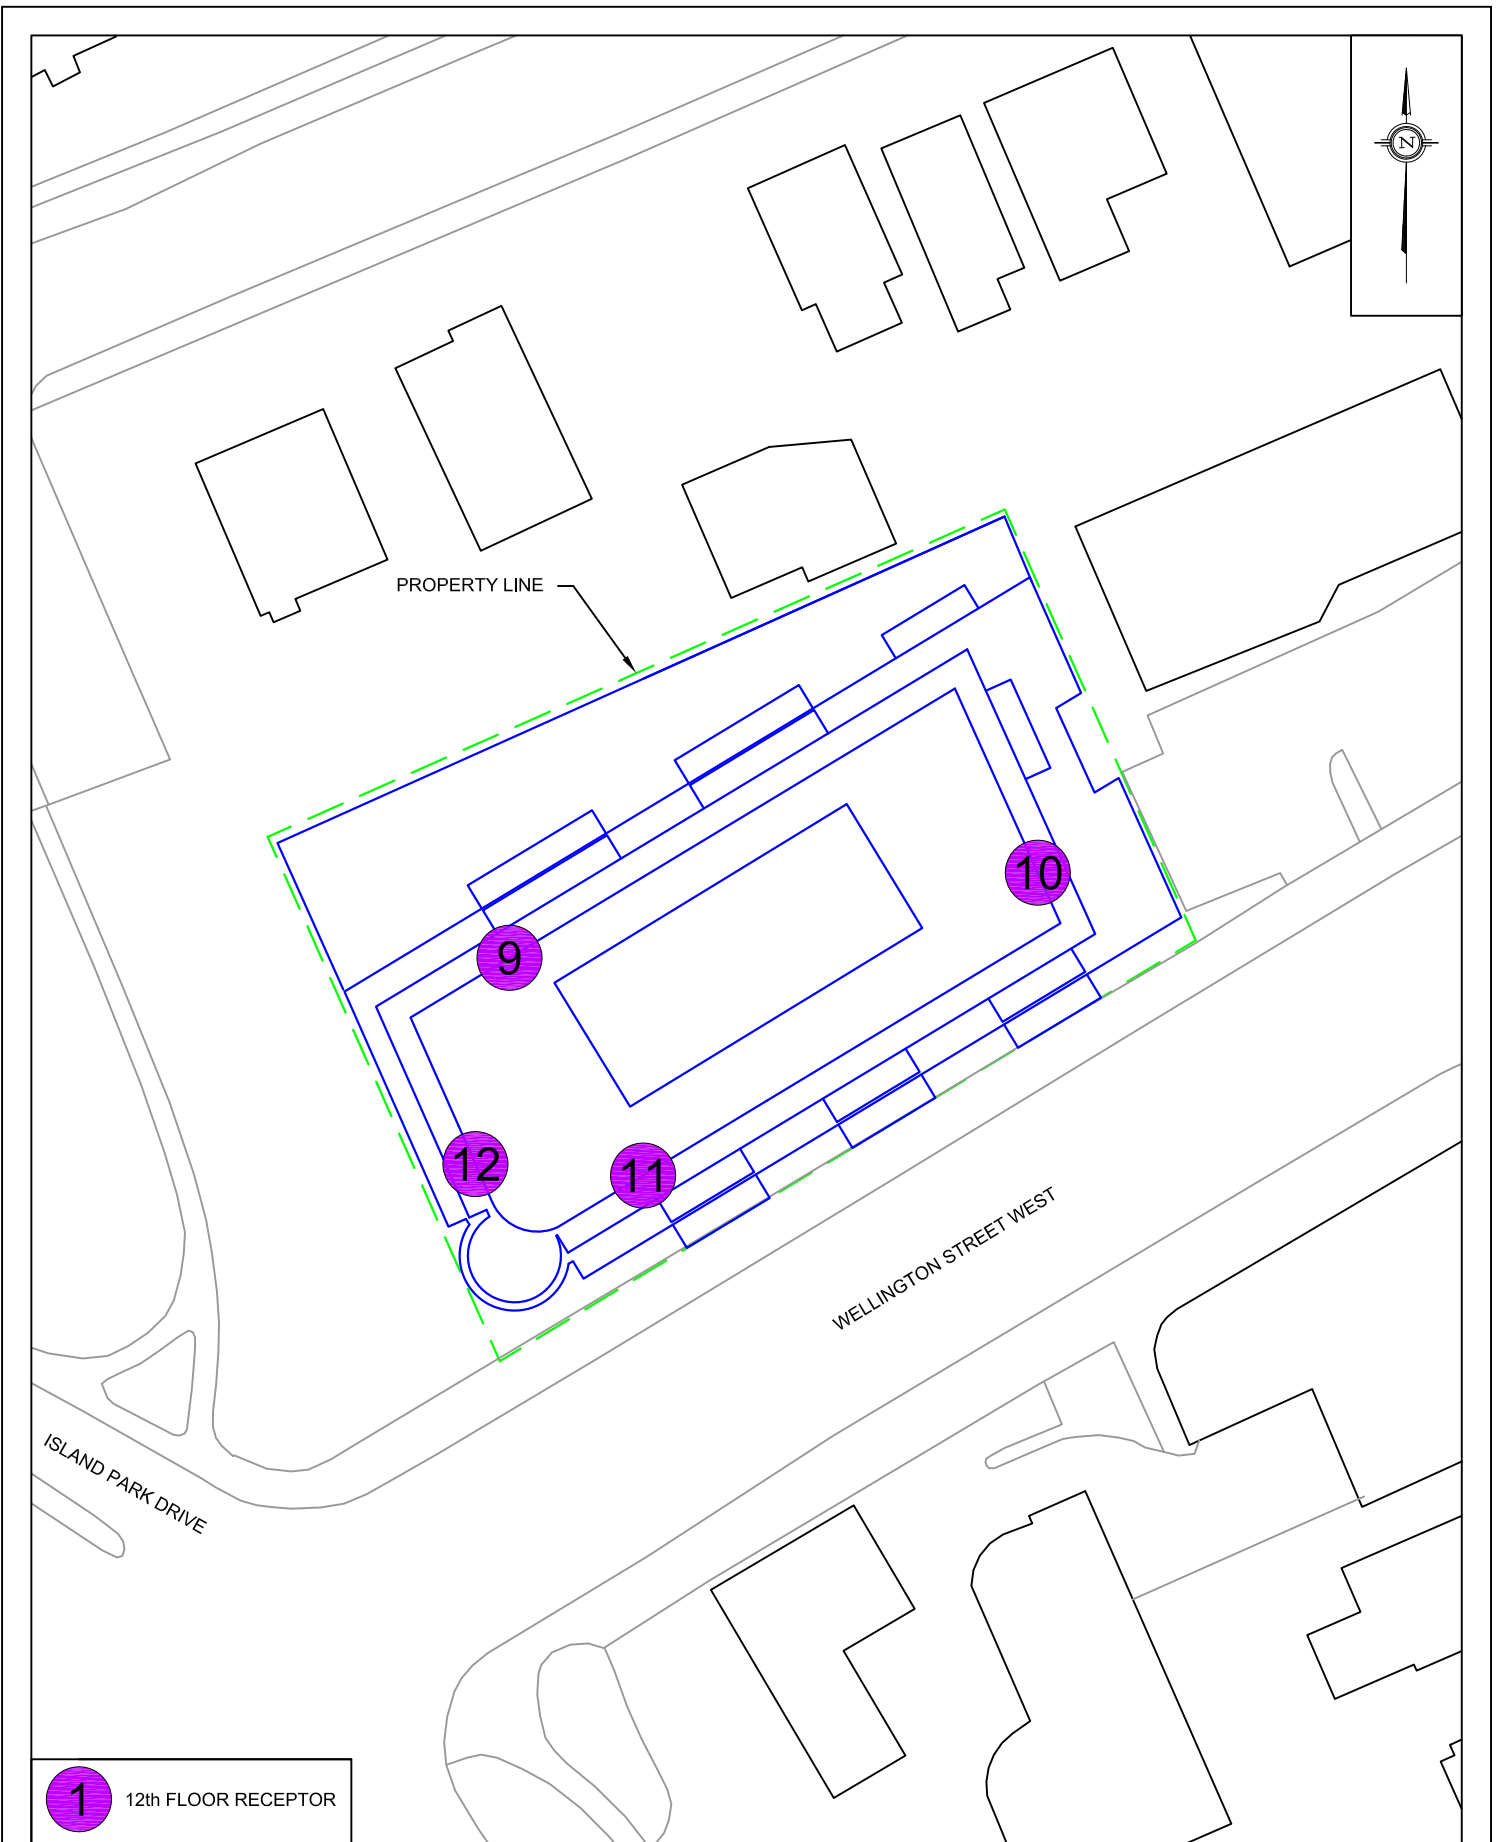 N
PROPERTY LINE
10
9
12
11
WELLINGTON STREET WEST
ISLAND PARK DRIVE
1 12th FLOOR RECEPTOR